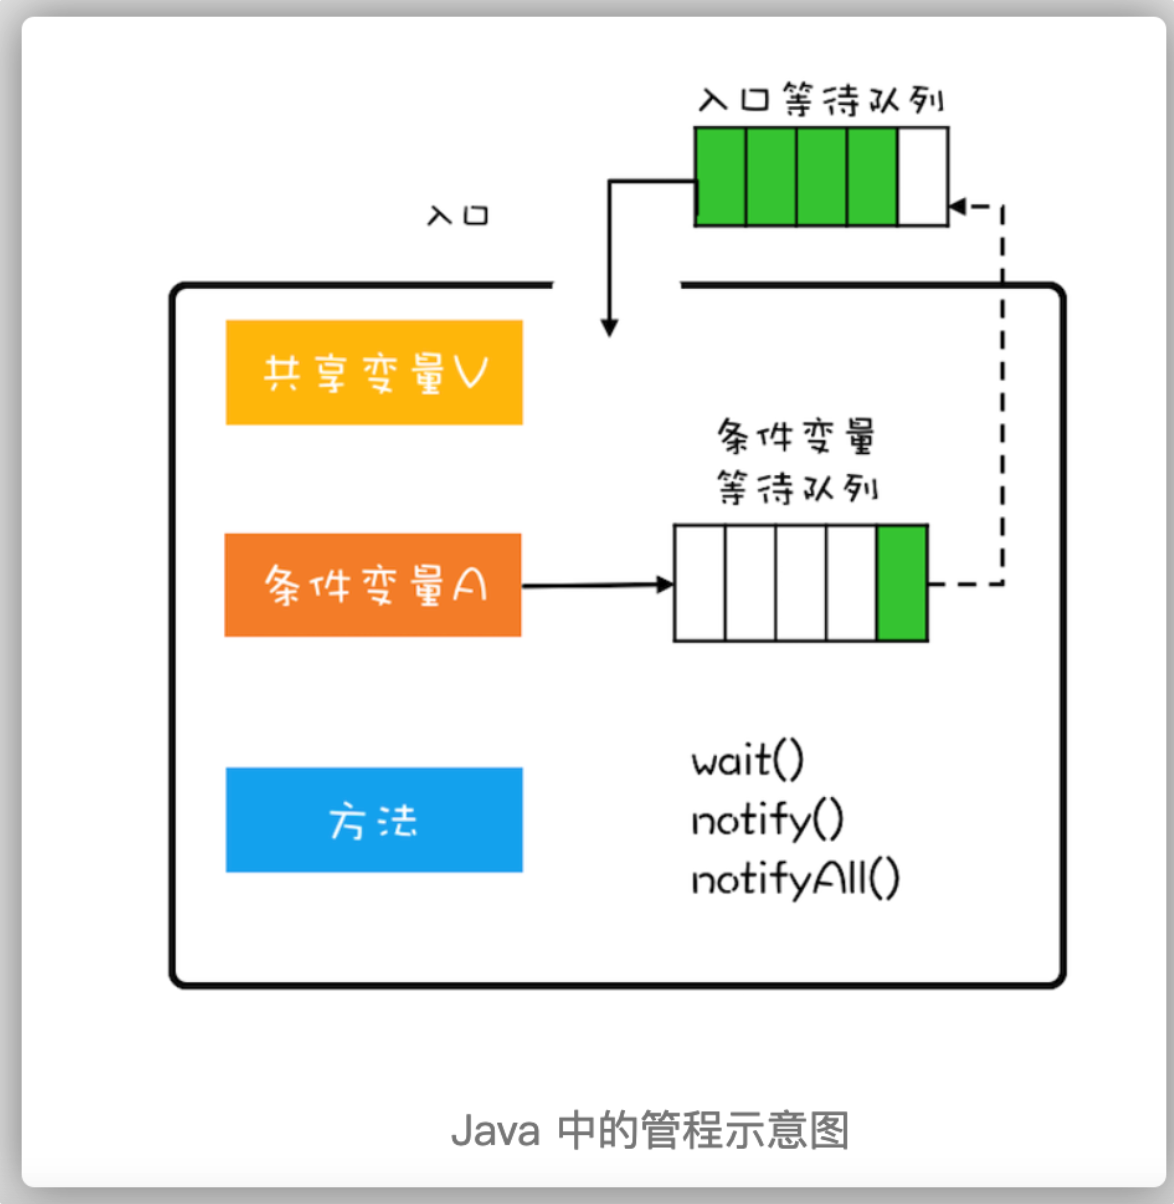 入口等待队列
入口
共享变量V
条件变量
等待队列
条件变量A
方法
wait()
notify()
notifyAll()
Java 中的管程示意图